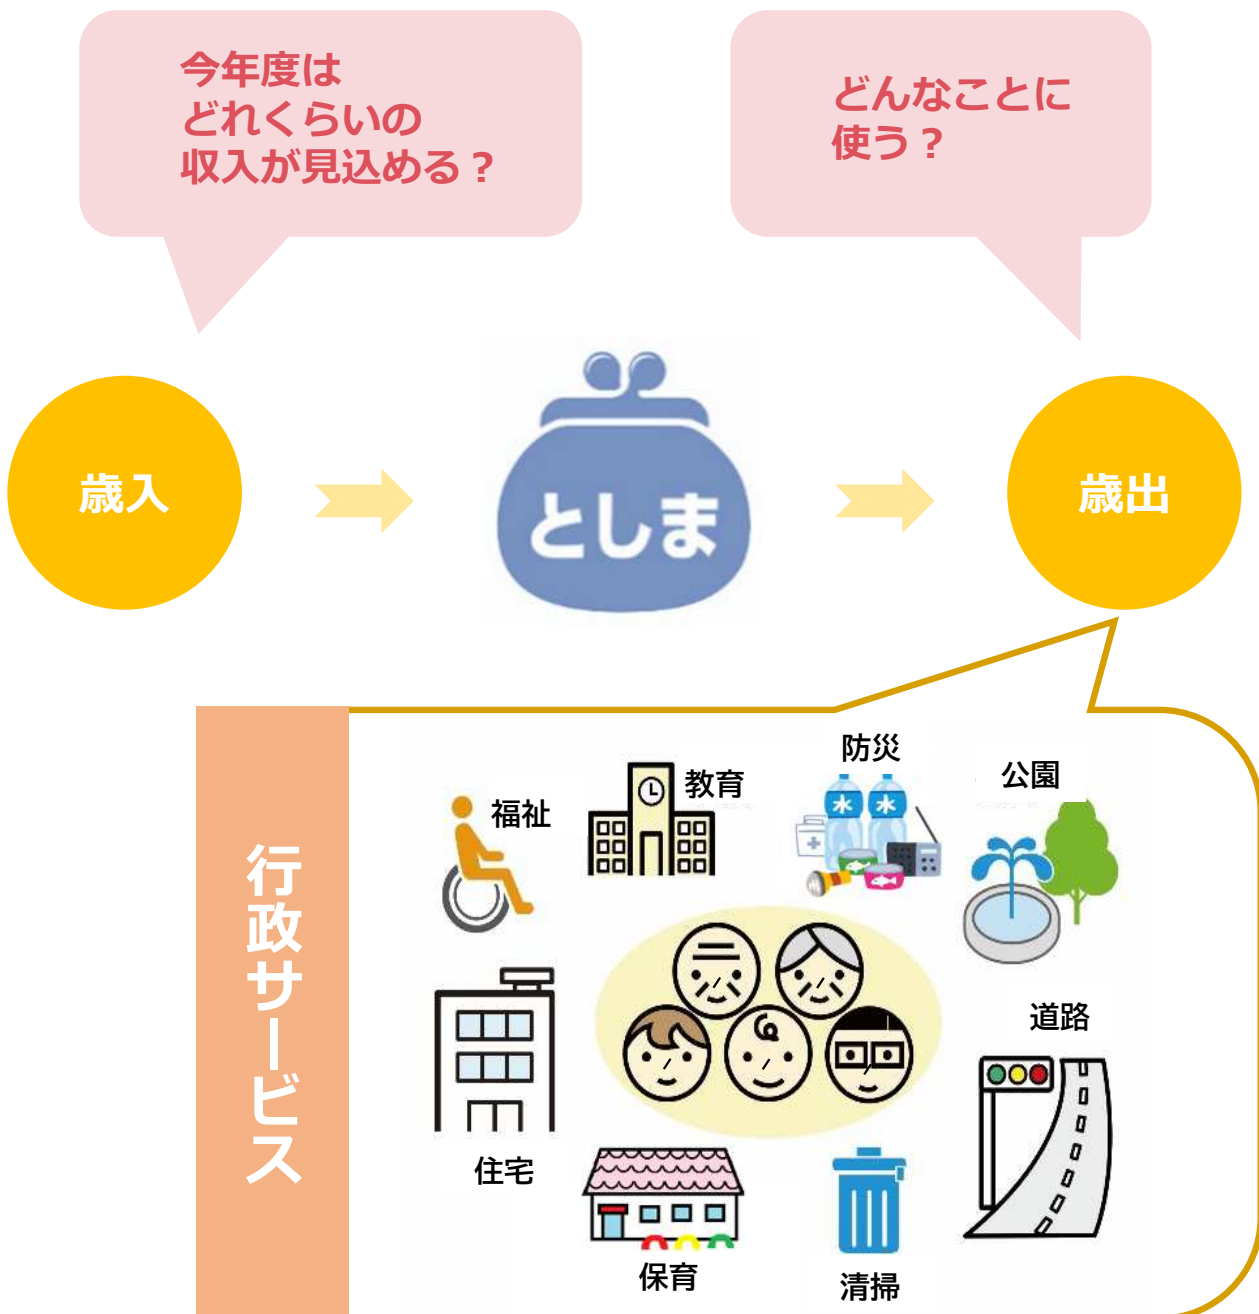 今年度は
どれくらいの
収入が見込める？
どんなことに
使う？
歳入
としま
歳出
行政サービス
防災
教育
公園
福祉
水 水
道路
住宅
保育
清掃